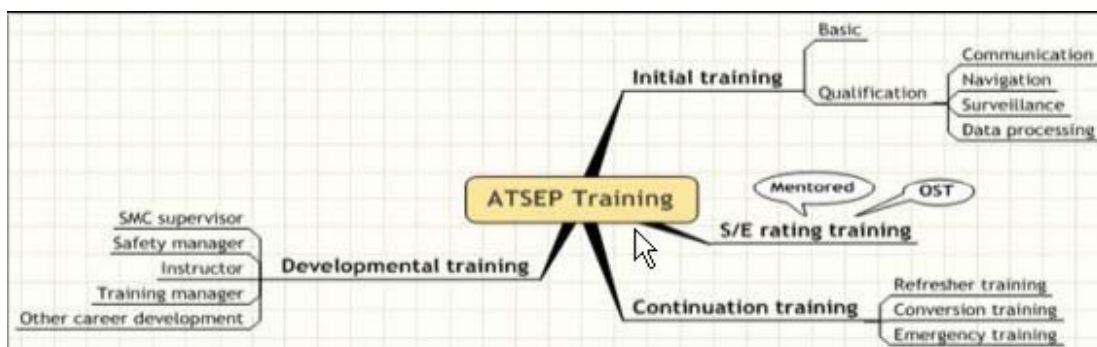 Basic
Communication
Initial training
Navigation
Qualification
Surveillance
Data processing
Mentored
OST
ATSEP Training
SMC supervisor
S/E rating training
Safety manager
Instructor
Developmental training
Training manager
Other career development
Refresher training
Continuation training
Conversion training
Emergency training